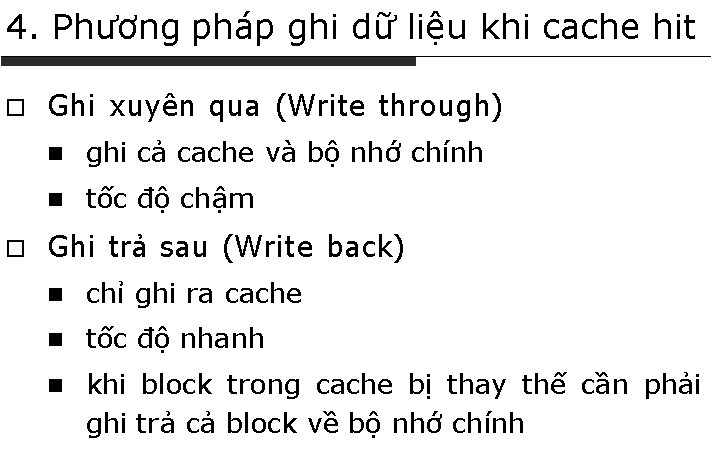 4. Phương pháp ghi dữ liệu khi cache hit
Ghi xuyên qua (Write through)
ghi cả cache và bộ nhớ chính
tốc độ chậm
Ghi trả sau (Write back)
chỉ ghi ra cache
tốc độ nhanh
khi block trong cache bị thay thế cần phải
ghi trả cả block về bộ nhớ chính